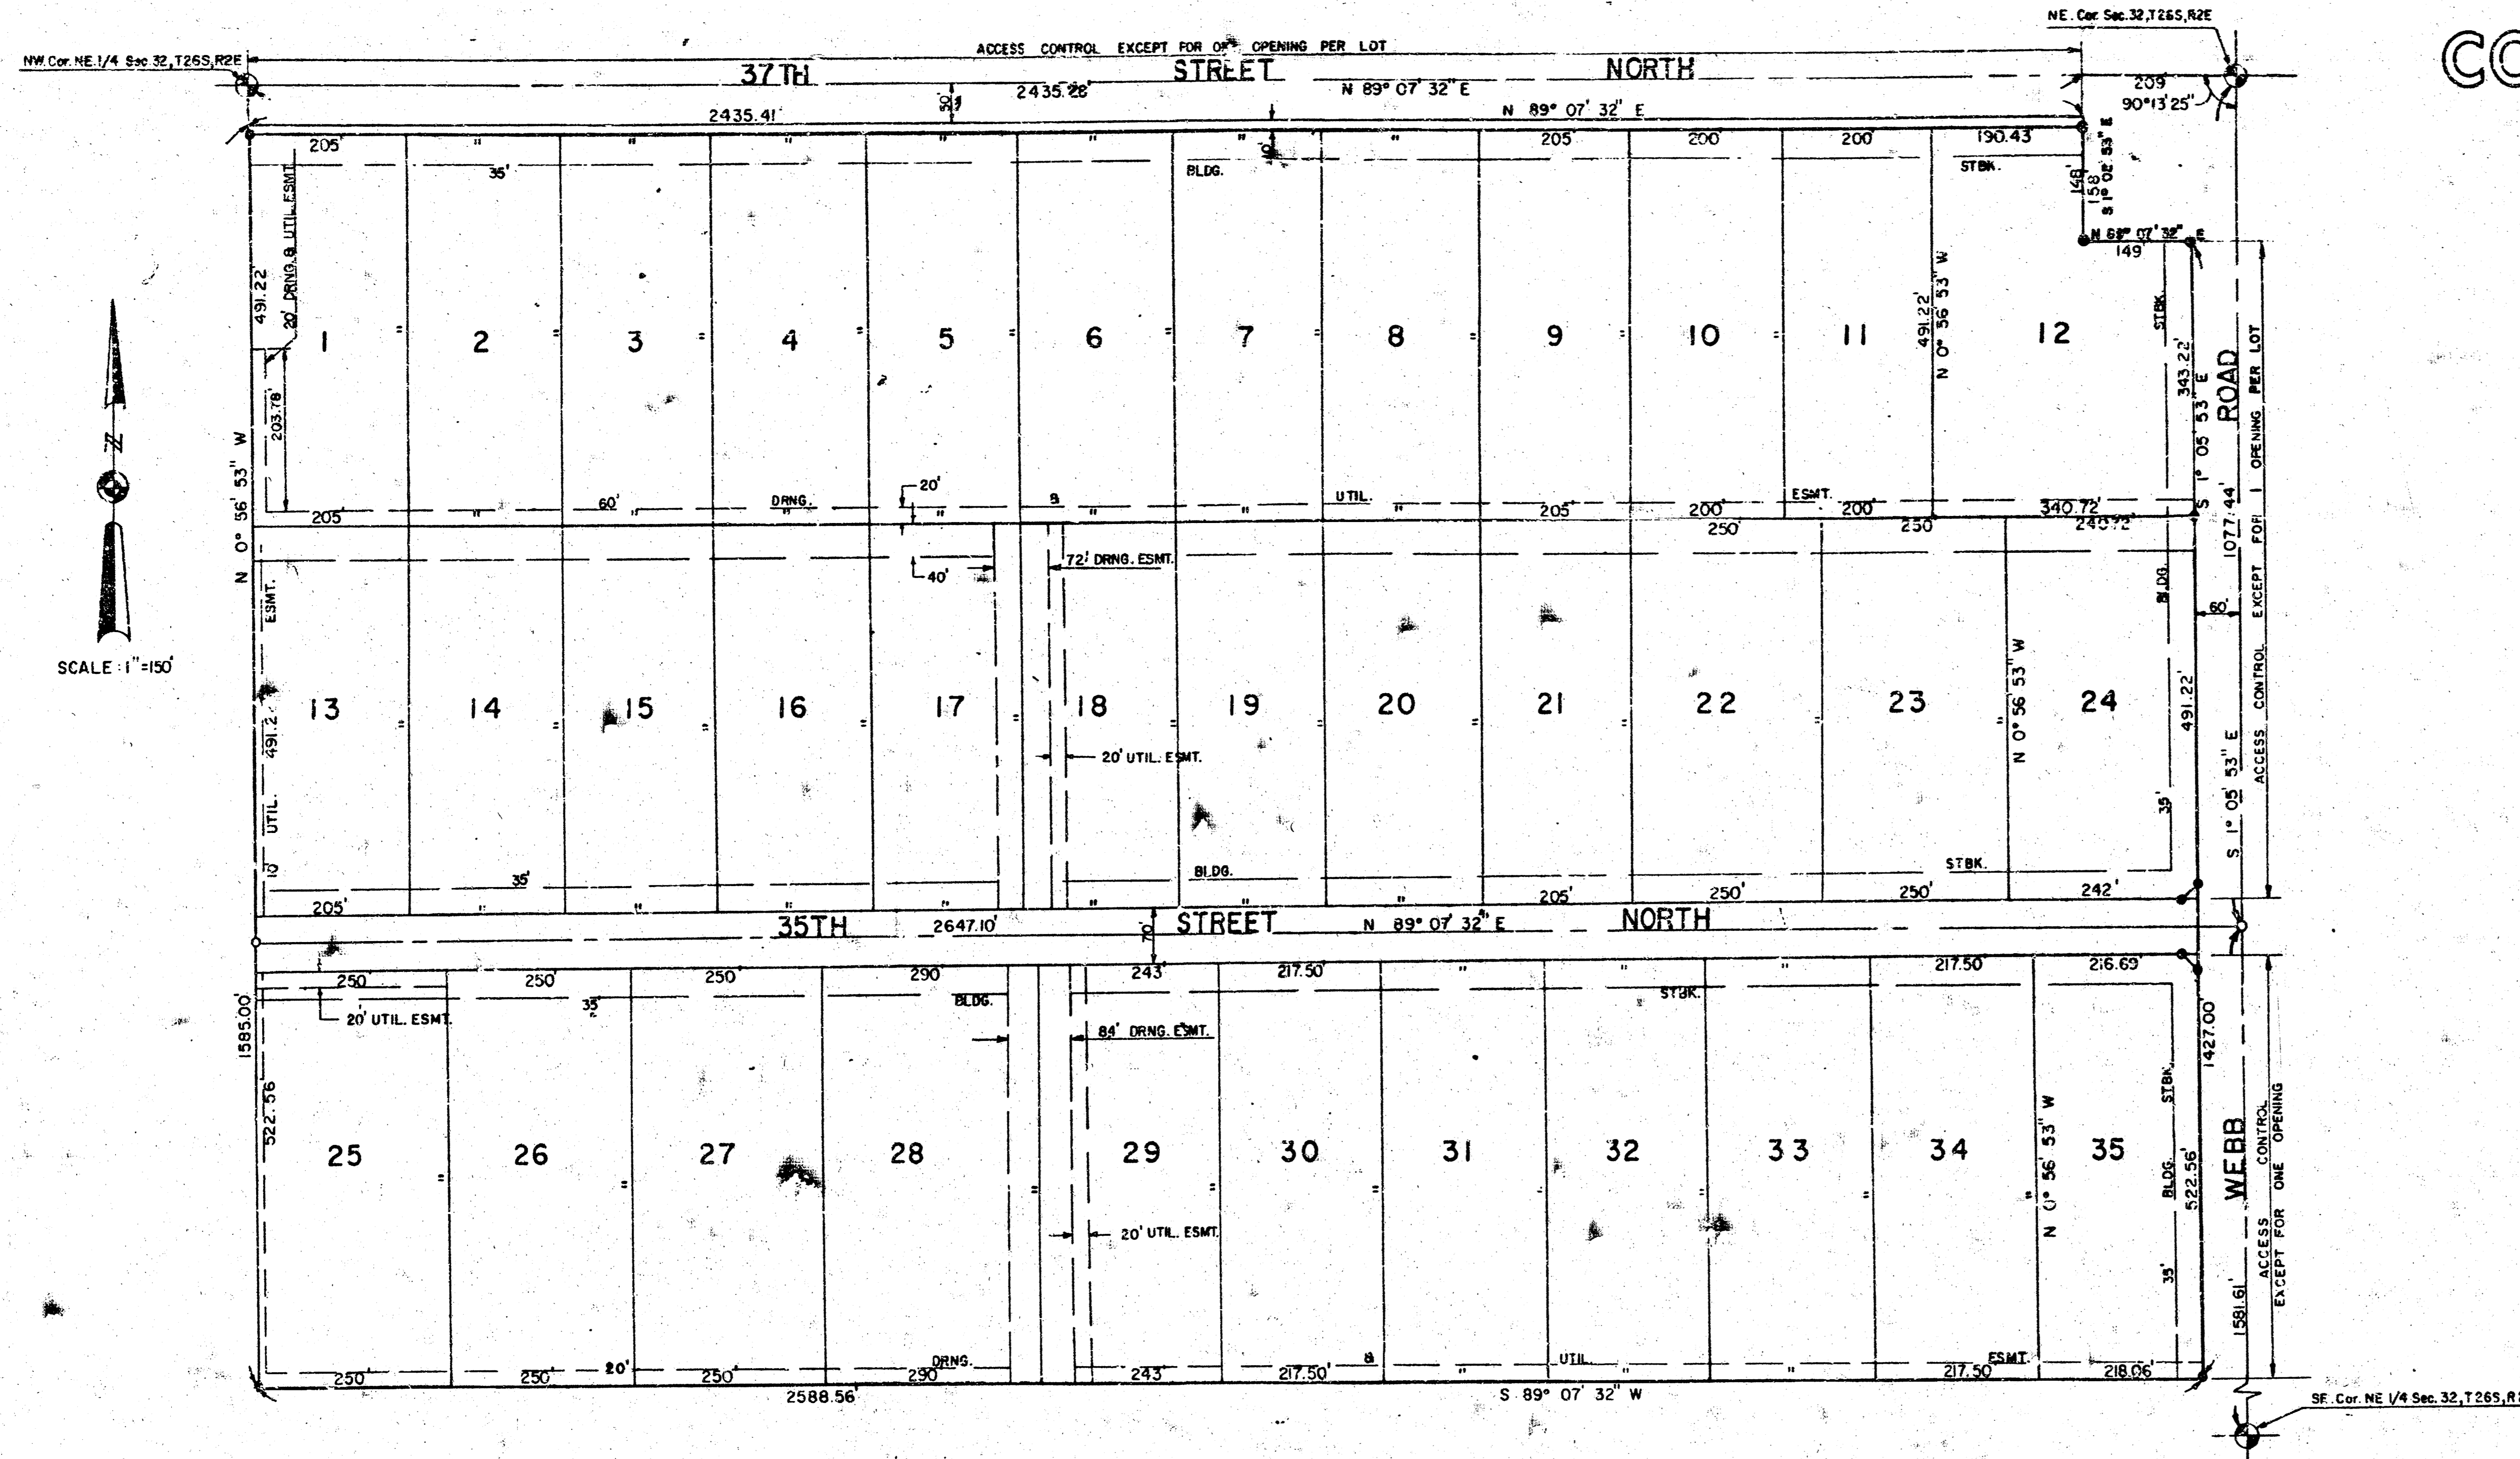 NE. Cor. Sec. 32, T26S, R2E
CO
NW. Cor. NE. 1/4 Sec. 32, T26S, R2E
ACCESS CONTROL EXCEPT FOR OPENING PER LOT
37TH STREET NORTH
2435.28'
N 89° 07' 32" E
209'
90°13'25"
50'
2435.41'
N 89° 07' 32" E
205' " " " " " " " 205' 200' 200' 190.43'
35' BLDG. STBK.
10'
148'
158'
S 1° 02' 53" E
N 89° 07' 32" E
149'
20' DRNG. & UTIL. ESMT.
491.22'
203.78'
N 0° 56' 53" W
1 " 2 " 3 " 4 " 5 " 6 " 7 " 8 " 9 " 10 " 11 12
491.22'
N 0° 56' 53" W
STBK.
343.22'
S 1° 05' 53" E
ROAD
ACCESS CONTROL EXCEPT FOR 1 OPENING PER LOT
1077.44'
N
SCALE : 1"=150'
20'
60' DRNG. & UTIL. ESMT.
205' " " " " " " " 205' 200' 200' 340.72'
250' 250' 240.72'
40'
72' DRNG. ESMT.
BLDG.
60'
10' UTIL. ESMT.
491.2
13 " 14 " 15 " 16 " 17 " 18 " 19 " 20 " 21 " 22 " 23 " 24
N 0° 56' 53" W
491.22'
S 1° 05' 53" E
20' UTIL. ESMT.
35'
35' BLDG. STBK.
205' " " " " " " " 205' 250' 250' 242'
35TH STREET NORTH
2647.10'
N 89° 07' 32" E
70'
250' 250' 250' 290' 243' 217.50' " " " 217.50' 216.69'
35' BLDG. STBK.
20' UTIL. ESMT.
84' DRNG. ESMT.
1585.00'
522.56
1427.00'
25 " 26 " 27 28 " 29 " 30 " 31 " 32 " 33 " 34 " 35
N 0° 56' 53" W
35' BLDG. STBK.
522.56'
WEBB
ACCESS CONTROL
EXCEPT FOR ONE OPENING
1581.61'
20' UTIL. ESMT.
20' DRNG. & UTIL. ESMT.
250' 250' 250' 290' 243' 217.50' " " " 217.50' 218.06'
2588.56'
S 89° 07' 32" W
SE. Cor. NE 1/4 Sec. 32, T26S, R2